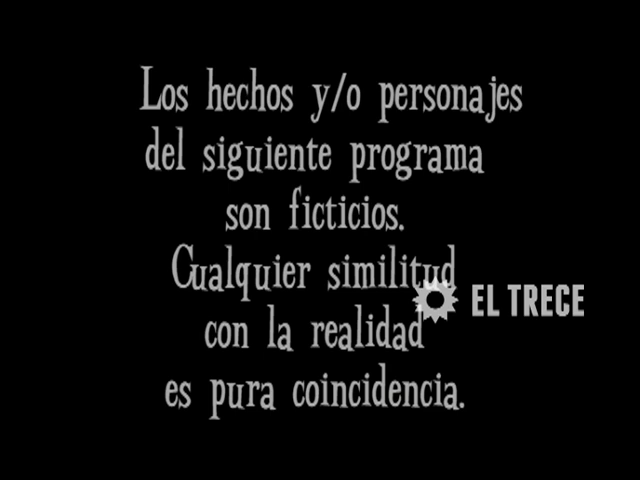 Los hechos y/o personajes
del siguiente programa
son ficticios.
Cualquier similitud
EL TRECE
con la realidad
es pura coincidencia.